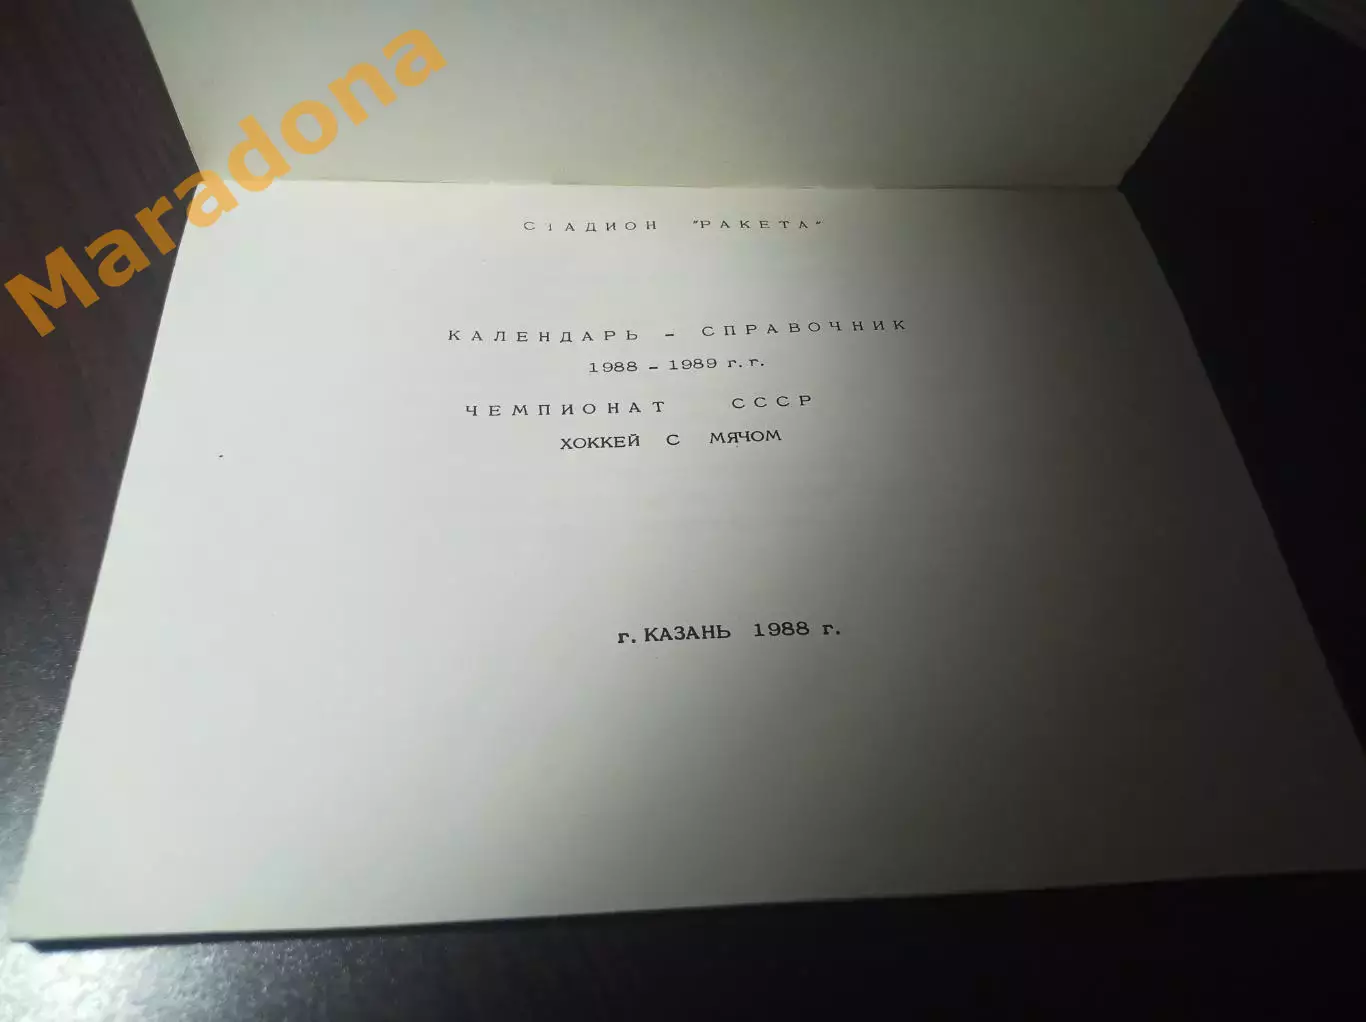 Maradona
СТАДИОН "РАКЕТА"
КАЛЕНДАРЬ - СПРАВОЧНИК
1988 - 1989 г.г.
ЧЕМПИОНАТ СССР
ХОККЕЙ С МЯЧОМ
г. КАЗАНЬ 1988 г.